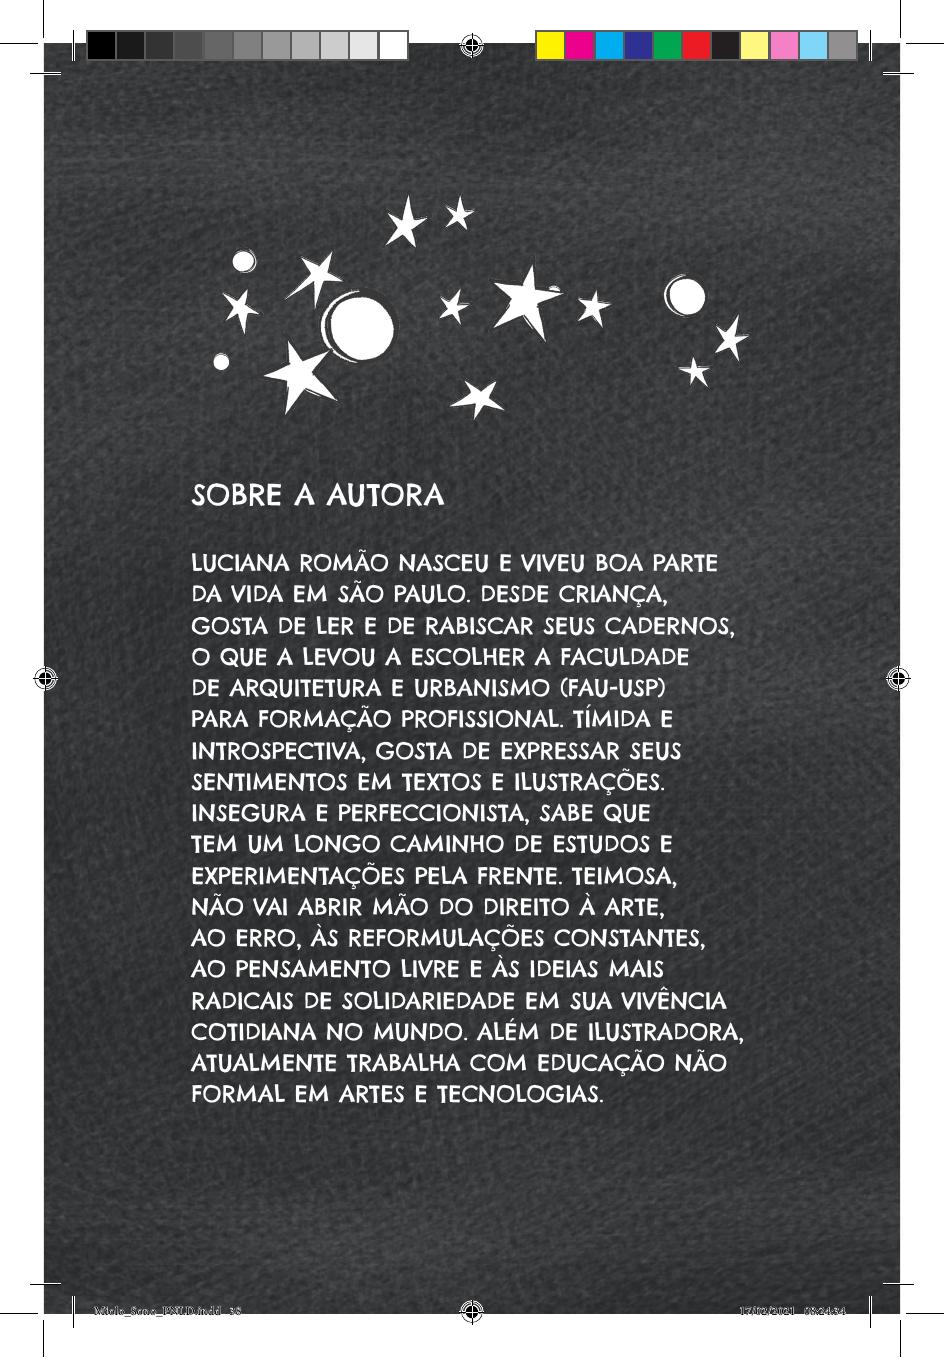 SOBRE A AUTORA
LUCIANA ROMÃO NASCEU E VIVEU BOA PARTE
DA VIDA EM SÃO PAULO. DESDE CRIANÇA,
GOSTA DE LER E DE RABISCAR SEUS CADERNOS,
O QUE A LEVOU A ESCOLHER A FACULDADE
DE ARQUITETURA E URBANISMO (FAU-USP)
PARA FORMAÇÃO PROFISSIONAL. TÍMIDA E
INTROSPECTIVA, GOSTA DE EXPRESSAR SEUS
SENTIMENTOS EM TEXTOS E ILUSTRAÇÕES.
INSEGURA E PERFECCIONISTA, SABE QUE
TEM UM LONGO CAMINHO DE ESTUDOS E
EXPERIMENTAÇÕES PELA FRENTE. TEIMOSA,
NÃO VAI ABRIR MÃO DO DIREITO À ARTE,
AO ERRO, ÀS REFORMULAÇÕES CONSTANTES,
AO PENSAMENTO LIVRE E ÀS IDEIAS MAIS
RADICAIS DE SOLIDARIEDADE EM SUA VIVÊNCIA
COTIDIANA NO MUNDO. ALÉM DE ILUSTRADORA,
ATUALMENTE TRABALHA COM EDUCAÇÃO NÃO
FORMAL EM ARTES E TECNOLOGIAS.
17/02/2021